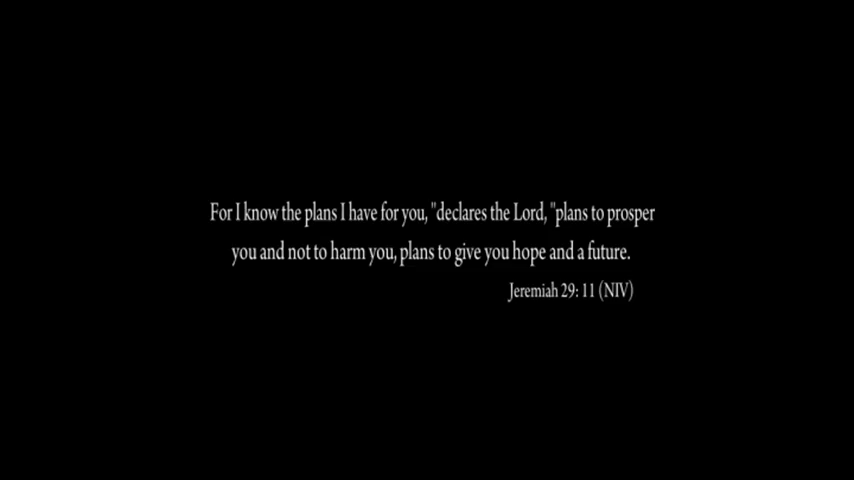 For I know the plans I have for you, "declares the Lord, "plans to prosper
you and not to harm you, plans to give you hope and a future.
Jeremiah 29: 11 (NIV)